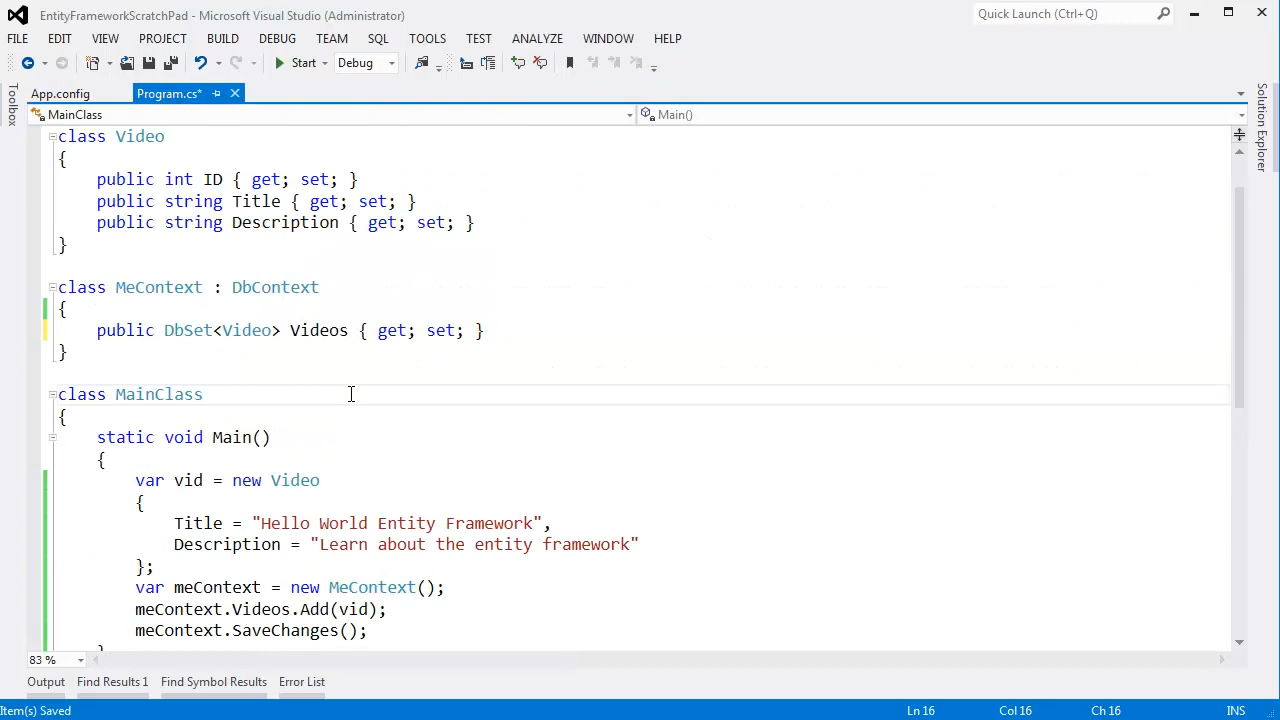 EntityFrameworkScratchPad - Microsoft Visual Studio (Administrator)
Quick Launch (Ctrl+Q)
FILE EDIT VIEW PROJECT BUILD DEBUG TEAM SQL TOOLS TEST ANALYZE WINDOW HELP
Start Debug
App.config Program.cs*
MainClass Main()
Toolbox
Solution Explorer
class Video
{
public int ID { get; set; }
public string Title { get; set; }
public string Description { get; set; }
}
class MeContext : DbContext
{
public DbSet<Video> Videos { get; set; }
}
class MainClass
{
static void Main()
{
var vid = new Video
{
Title = "Hello World Entity Framework",
Description = "Learn about the entity framework"
};
var meContext = new MeContext();
meContext.Videos.Add(vid);
meContext.SaveChanges();
}
83 %
Output Find Results 1 Find Symbol Results Error List
Item(s) Saved Ln 16 Col 16 Ch 16 INS